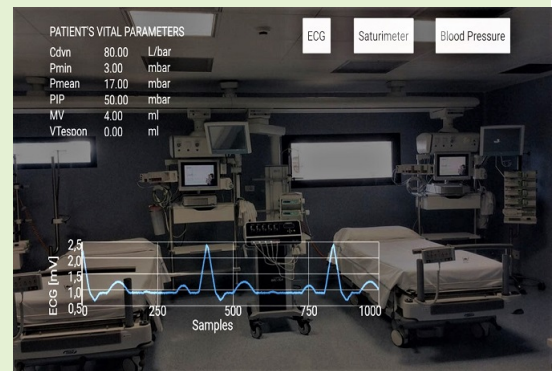 PATIENT'S VITAL PARAMETERS
Cdvn 80.00 L/bar
Pmin 3.00 mbar
Pmean 17.00 mbar
PIP 50.00 mbar
MV 4.00 ml
VTespon 0.00 ml
ECG
Saturimeter
Blood Pressure
ECG [mV]
2,5
2,0
1,5
1,0
0,5
0 250 500 750 1000
Samples